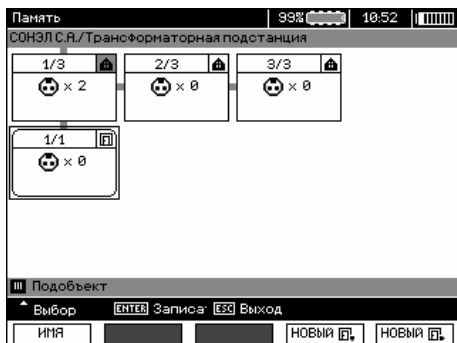 Память 99% 10:52
СОНЭЛ С.А./Трансформаторная подстанция
1/3 2/3 3/3
× 2 × 0 × 0
1/1
× 0
Подобъект
Выбор ENTER Записа: ESC Выход
ИМЯ НОВЫЙ НОВЫЙ